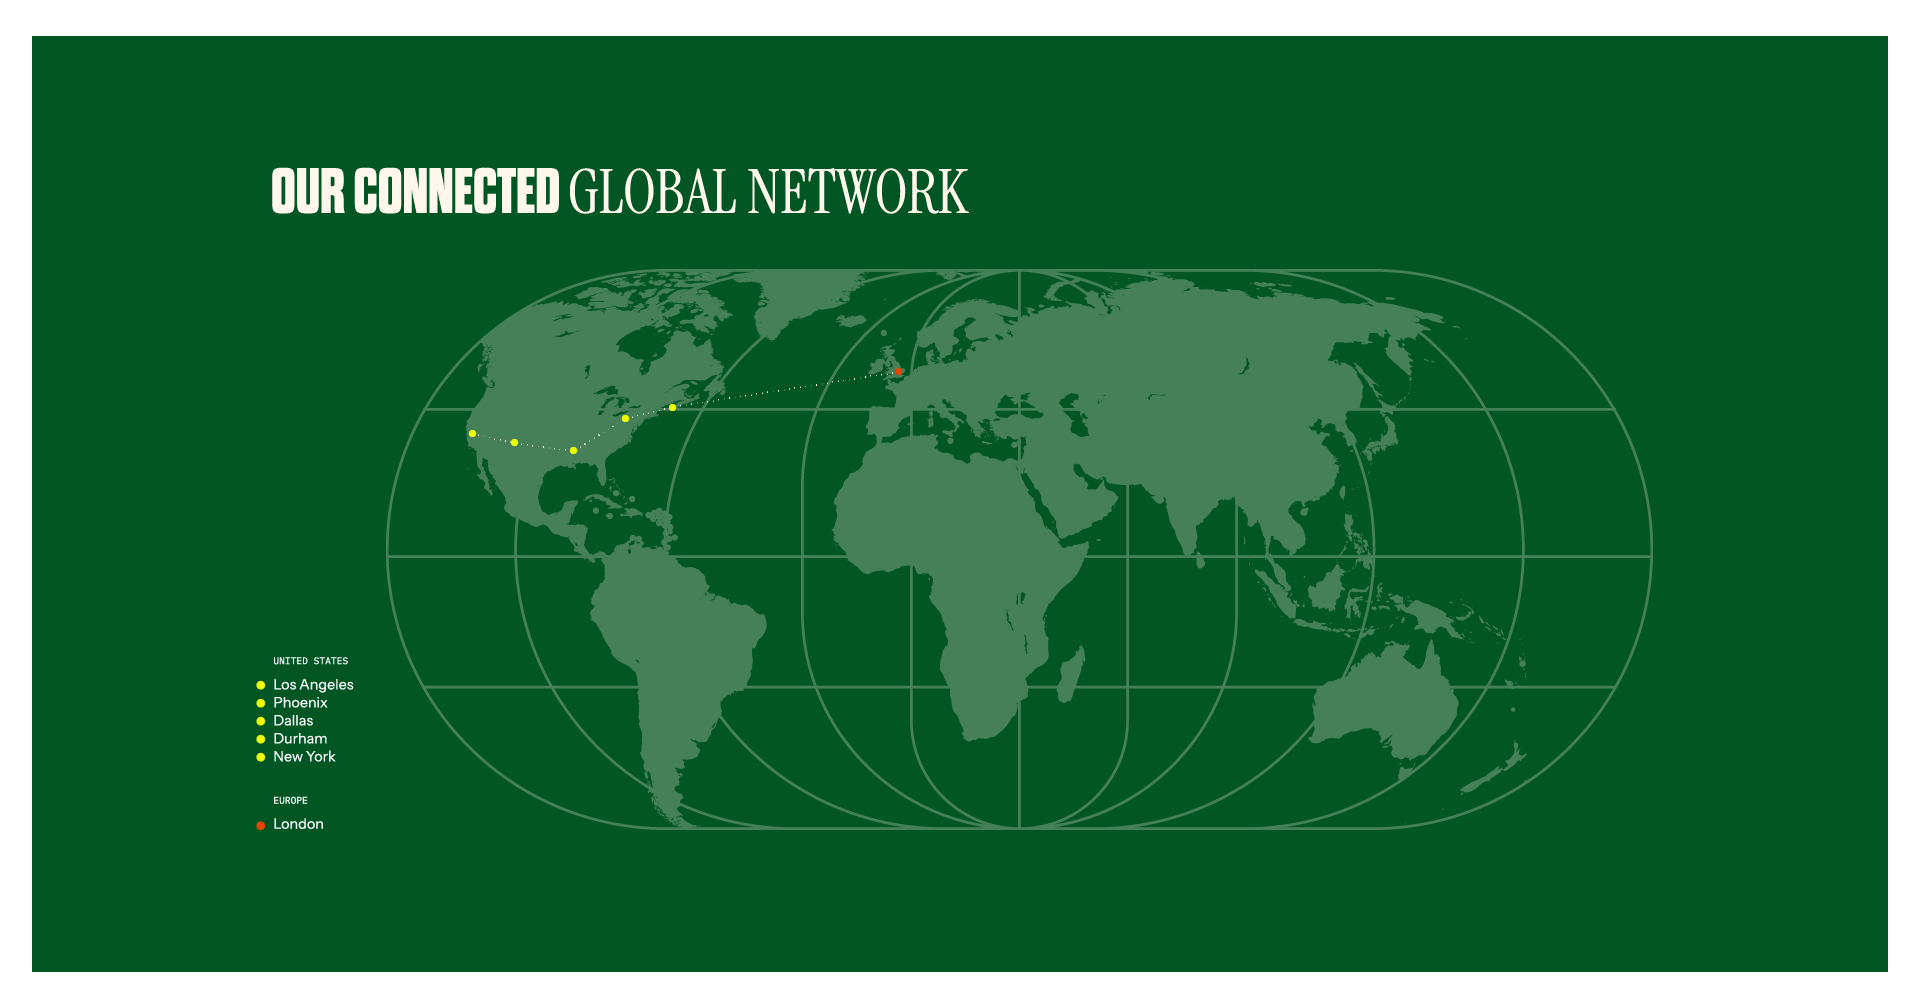 OUR CONNECTED GLOBAL NETWORK
UNITED STATES
Los Angeles
Phoenix
Dallas
Durham
New York
EUROPE
London